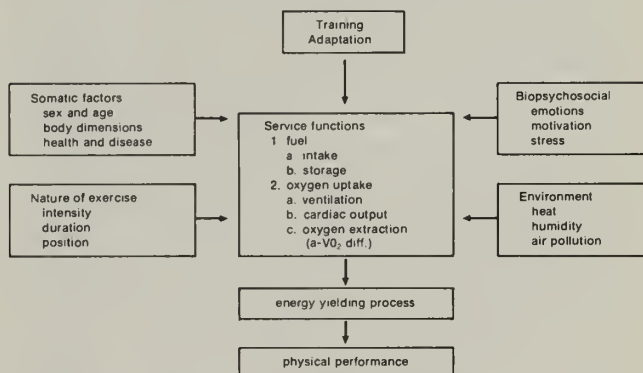 Training
Adaptation
Somatic factors
sex and age
body dimensions
health and disease
Biopsychosocial
emotions
motivation
stress
Service functions
1 fuel
a intake
b. storage
2. oxygen uptake
a. ventilation
b. cardiac output
c. oxygen extraction
(a-VO₂ diff.)
Nature of exercise
intensity
duration
position
Environment
heat
humidity
air pollution
energy yielding process
physical performance